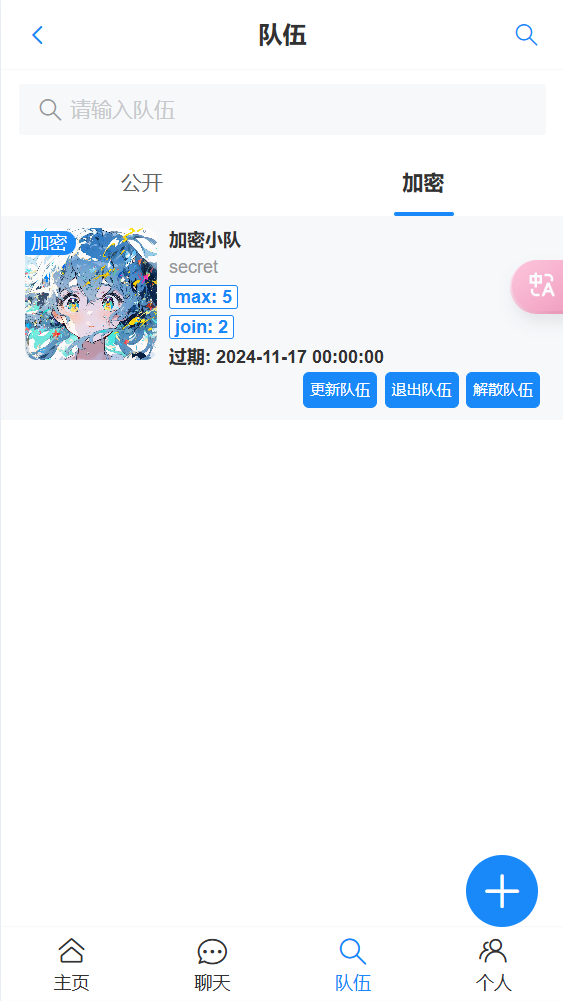 队伍
请输入队伍
公开 加密
加密
加密小队
secret
max: 5
join: 2
过期: 2024-11-17 00:00:00
更新队伍 退出队伍 解散队伍
中A
主页 聊天 队伍 个人